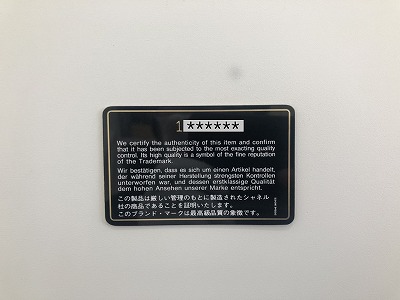 1******
We certify the authenticity of this item and confirm
that it has been subjected to the most exacting quality
control. Its high quality is a symbol of the fine reputation
of the Trademark.
Wir bestätigen, dass es sich um einen Artikel handelt,
der während seiner Herstellung strengsten Kontrollen
unterworfen war, und dessen erstklassige Qualität
dem hohen Ansehen unserer Marke entspricht.
この製品は厳しい管理のもとに製造されたシャネル
社の商品であることを証明いたします。
このブランド・マークは最高級品質の象徴です。